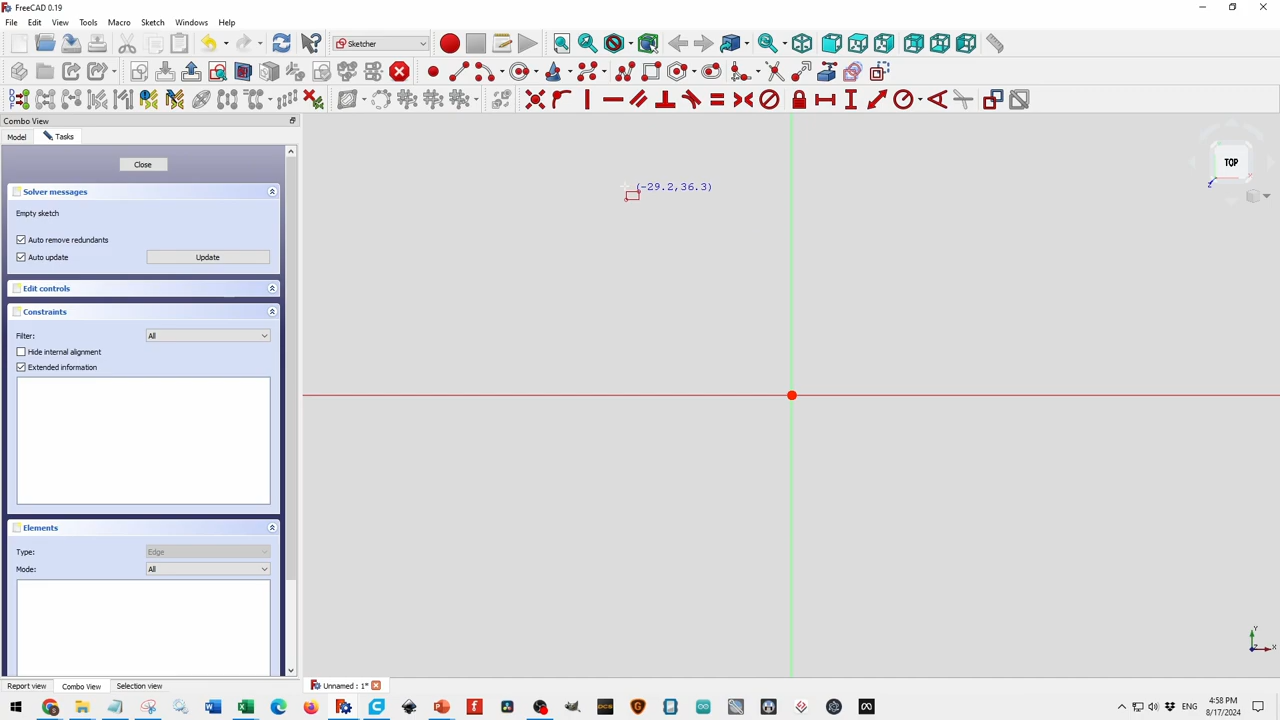 FreeCAD 0.19
File Edit View Tools Macro Sketch Windows Help
Sketcher
Combo View
Model Tasks
Close
Solver messages
Empty sketch
Auto remove redundants
Auto update Update
Edit controls
Constraints
Filter: All
Hide internal alignment
Extended information
Elements
Type: Edge
Mode: All
(-29.2,36.3)
TOP
Y
X
Report view Combo View Selection view Unnamed : 1*
ENG
4:58 PM
8/17/2024